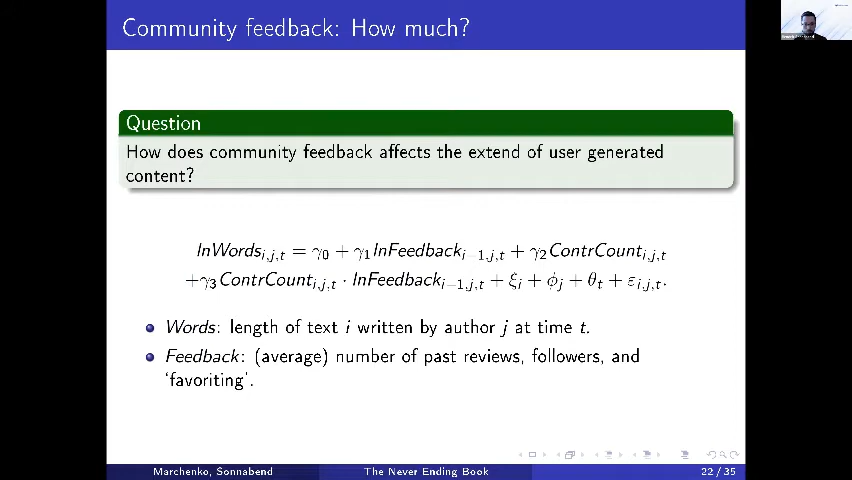 Community feedback: How much?
Question
How does community feedback affects the extend of user generated
content?
lnWords_{i,j,t} = γ_0 + γ_1 lnFeedback_{i−1,j,t} + γ_2 ContrCount_{i,j,t}
+γ_3 ContrCount_{i,j,t} · lnFeedback_{i−1,j,t} + ξ_i + ϕ_j + θ_t + ε_{i,j,t}.
Words: length of text i written by author j at time t.
Feedback: (average) number of past reviews, followers, and
‘favoriting’.
Marchenko, Sonnabend The Never Ending Book 22 / 35